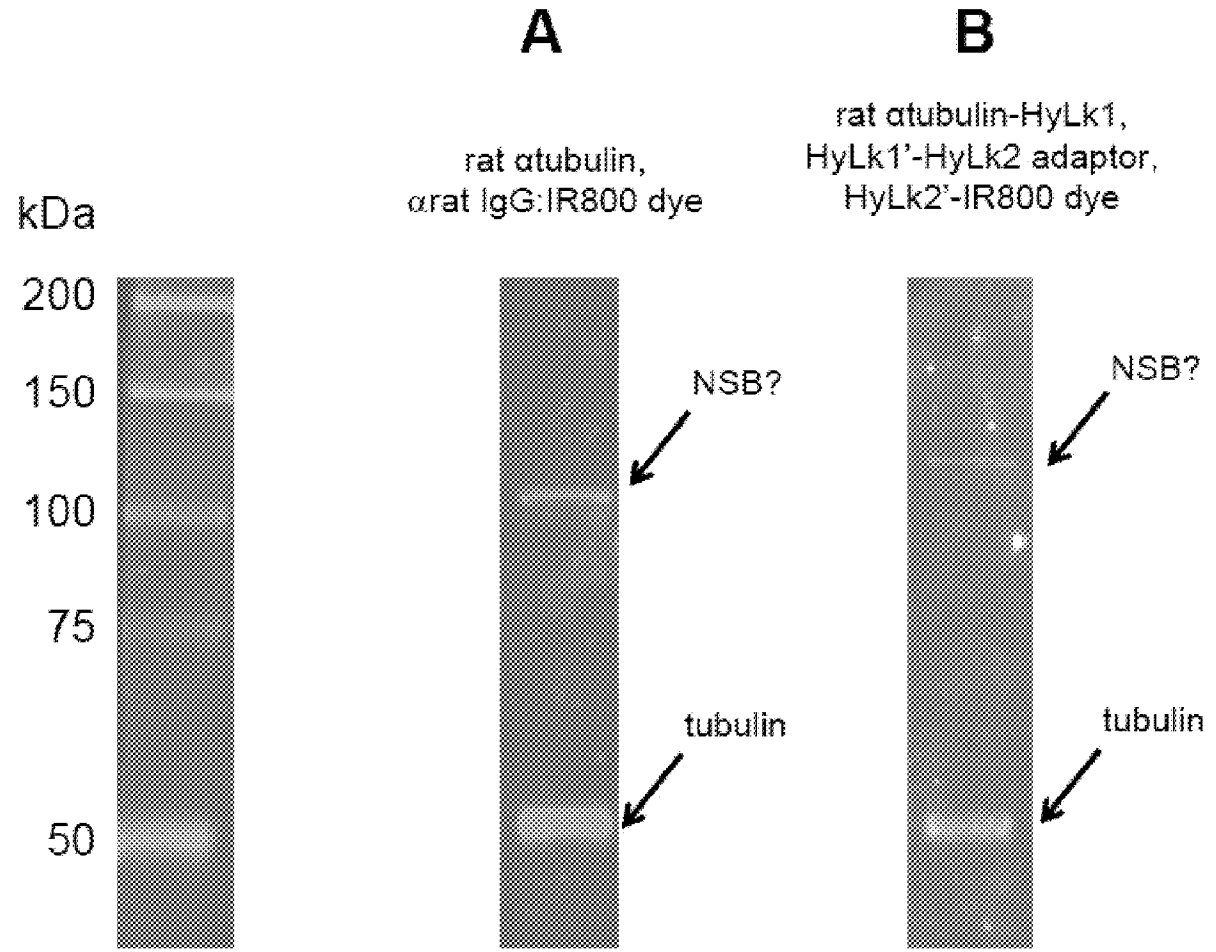 A
B
rat αtubulin,
αrat IgG:IR800 dye
rat αtubulin-HyLk1,
HyLk1'-HyLk2 adaptor,
HyLk2'-IR800 dye
kDa
200
150
100
75
50
NSB?
tubulin
NSB?
tubulin